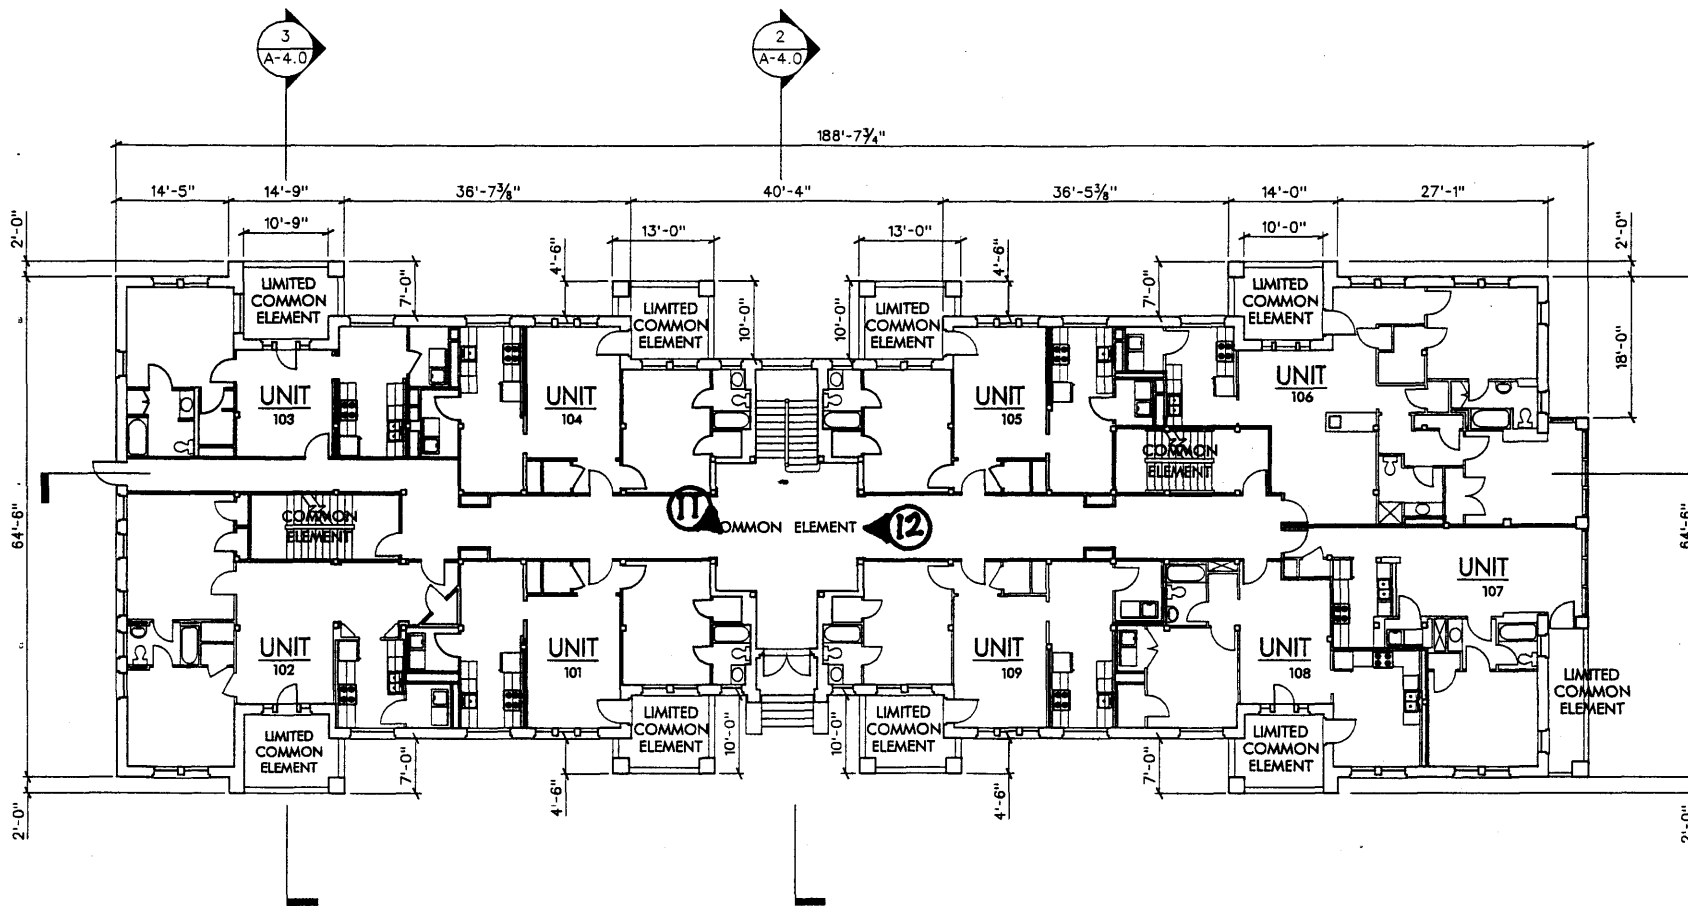 3
A-4.0
2
A-4.0
188'-7¾"
14'-5"
14'-9"
36'-7⅜"
40'-4"
36'-5⅝"
14'-0"
27'-1"
2'-0"
10'-9"
13'-0"
13'-0"
10'-0"
2'-0"
4'-6"
4'-6"
7'-0"
10'-0"
10'-0"
7'-0"
18'-0"
LIMITED
COMMON
ELEMENT
LIMITED
COMMON
ELEMENT
LIMITED
COMMON
ELEMENT
LIMITED
COMMON
ELEMENT
UNIT
103
UNIT
104
UNIT
105
UNIT
106
COMMON
ELEMENT
COMMON
ELEMENT
11
OMMON ELEMENT
12
64'-6"
64'-6"
UNIT
107
UNIT
102
UNIT
101
UNIT
109
UNIT
108
LIMITED
COMMON
ELEMENT
LIMITED
COMMON
ELEMENT
LIMITED
COMMON
ELEMENT
LIMITED
COMMON
ELEMENT
LIMITED
COMMON
ELEMENT
7'-0"
10'-0"
10'-0"
7'-0"
4'-6"
4'-6"
2'-0"
2'-0"